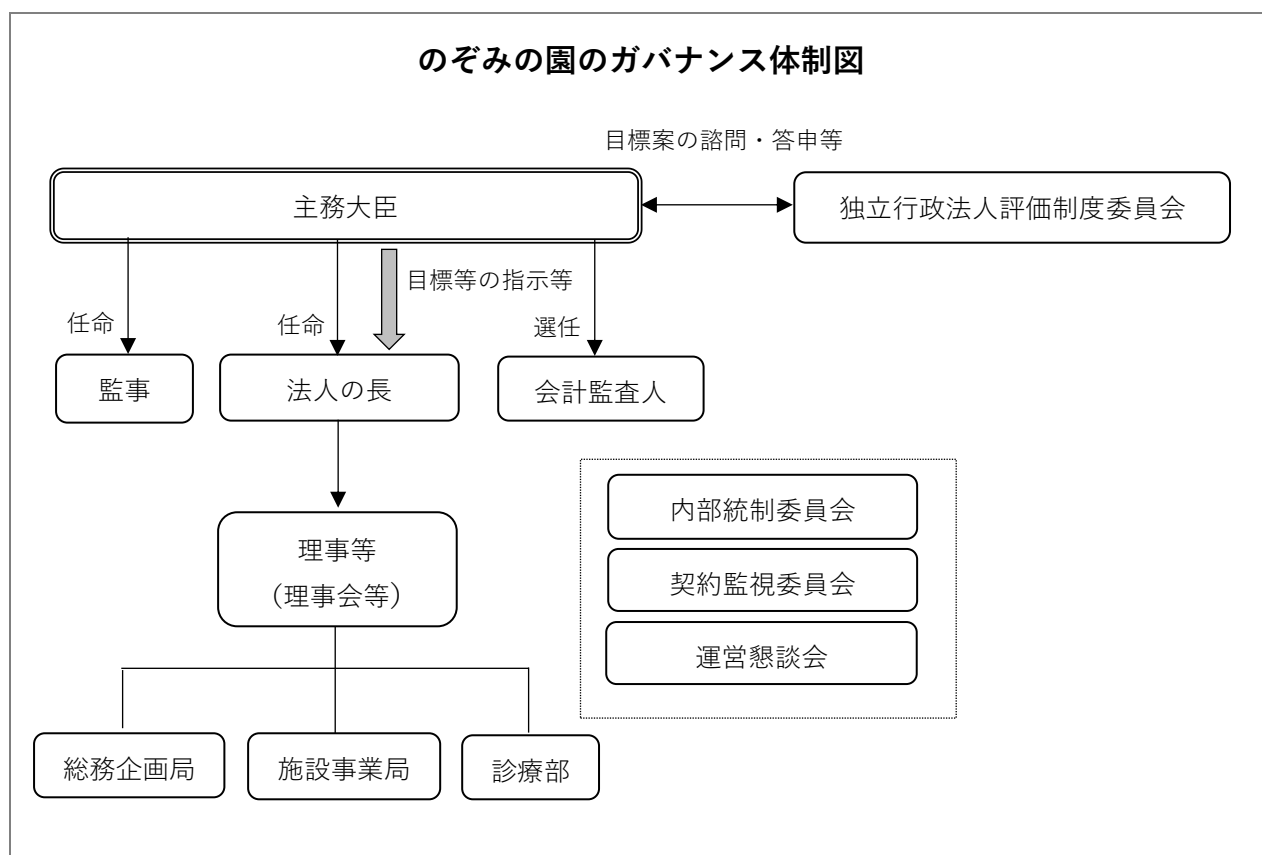 のぞみの園のガバナンス体制図
目標案の諮問・答申等
主務大臣
独立行政法人評価制度委員会
目標等の指示等
任命
任命
選任
監事
法人の長
会計監査人
内部統制委員会
理事等
(理事会等)
契約監視委員会
運営懇談会
総務企画局
施設事業局
診療部